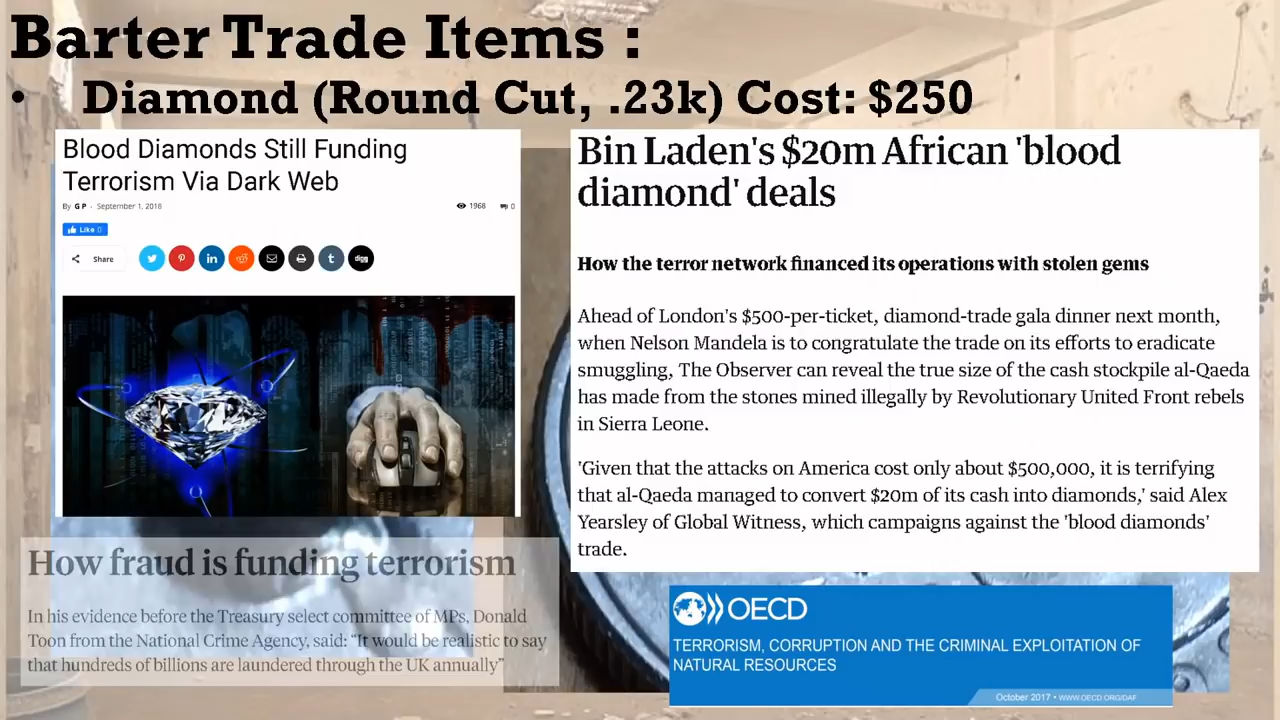 Barter Trade Items :
• Diamond (Round Cut, .23k) Cost: $250
Blood Diamonds Still Funding
Terrorism Via Dark Web
By G P - September 1, 2018 1968 0
Like 0
Share digg
Bin Laden's $20m African 'blood
diamond' deals
How the terror network financed its operations with stolen gems
Ahead of London's $500-per-ticket, diamond-trade gala dinner next month,
when Nelson Mandela is to congratulate the trade on its efforts to eradicate
smuggling, The Observer can reveal the true size of the cash stockpile al-Qaeda
has made from the stones mined illegally by Revolutionary United Front rebels
in Sierra Leone.
'Given that the attacks on America cost only about $500,000, it is terrifying
that al-Qaeda managed to convert $20m of its cash into diamonds,' said Alex
Yearsley of Global Witness, which campaigns against the 'blood diamonds'
trade.
How fraud is funding terrorism
In his evidence before the Treasury select committee of MPs, Donald
Toon from the National Crime Agency, said: “It would be realistic to say
that hundreds of billions are laundered through the UK annually”
OECD
TERRORISM, CORRUPTION AND THE CRIMINAL EXPLOITATION OF
NATURAL RESOURCES
October 2017 • WWW.OECD.ORG/DAF